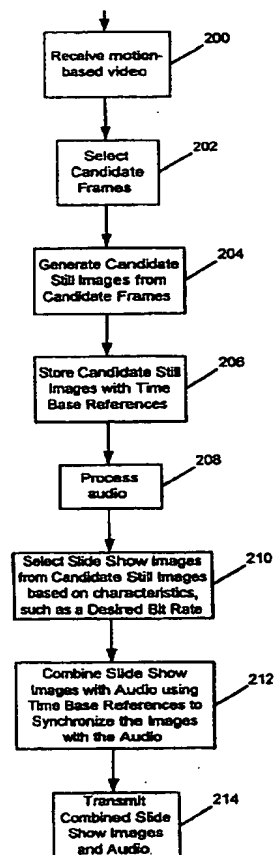 200
Receive motion-
based video
202
Select
Candidate
Frames
204
Generate Candidate
Still Images from
Candidate Frames
206
Store Candidate Still
Images with Time
Base References
208
Process
audio
210
Select Slide Show Images
from Candidate Still Images
based on characteristics,
such as a Desired Bit Rate
212
Combine Slide Show
Images with Audio using
Time Base References to
Synchronize the Images
with the Audio
214
Transmit
Combined Slide
Show Images
and Audio.